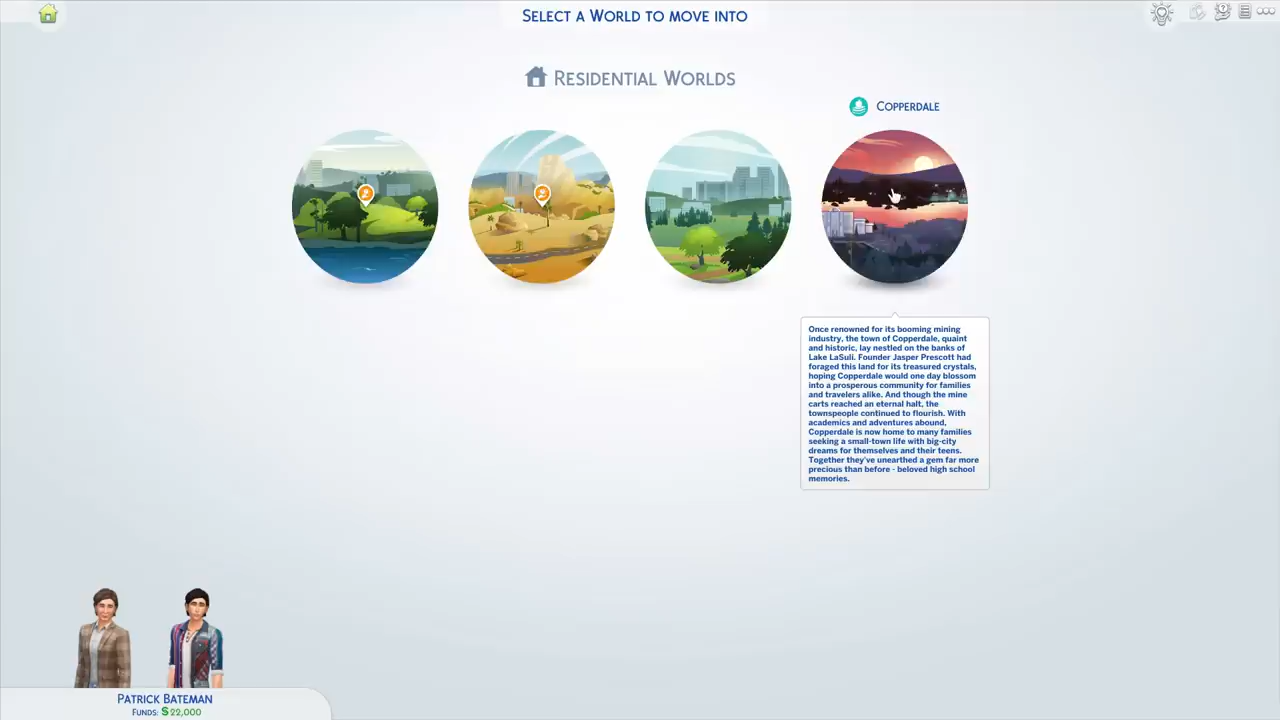 SELECT A WORLD TO MOVE INTO
RESIDENTIAL WORLDS
COPPERDALE
Once renowned for its booming mining
industry, the town of Copperdale, quaint
and historic, lay nestled on the banks of
Lake LaSuli. Founder Jasper Prescott had
foraged this land for its treasured crystals,
hoping Copperdale would one day blossom
into a prosperous community for families
and travelers alike. And though the mine
carts reached an eternal halt, the
townspeople continued to flourish. With
academics and adventures abound,
Copperdale is now home to many families
seeking a small-town life with big-city
dreams for themselves and their teens.
Together they've unearthed a gem far more
precious than before - beloved high school
memories.
PATRICK BATEMAN
FUNDS: $22,000